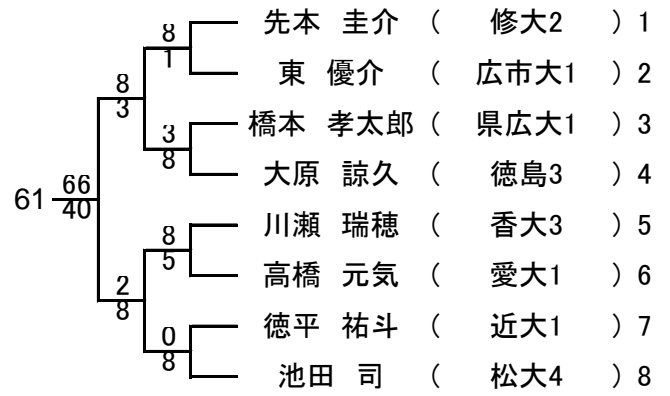 8
1
先本 圭介 ( 修大2 ) 1
8
3
東 優介 ( 広市大1 ) 2
3
8
橋本 孝太郎 ( 県広大1 ) 3
大原 諒久 ( 徳島3 ) 4
61
66
40
8
5
川瀬 瑞穂 ( 香大3 ) 5
2
8
高橋 元気 ( 愛大1 ) 6
0
8
徳平 祐斗 ( 近大1 ) 7
池田 司 ( 松大4 ) 8